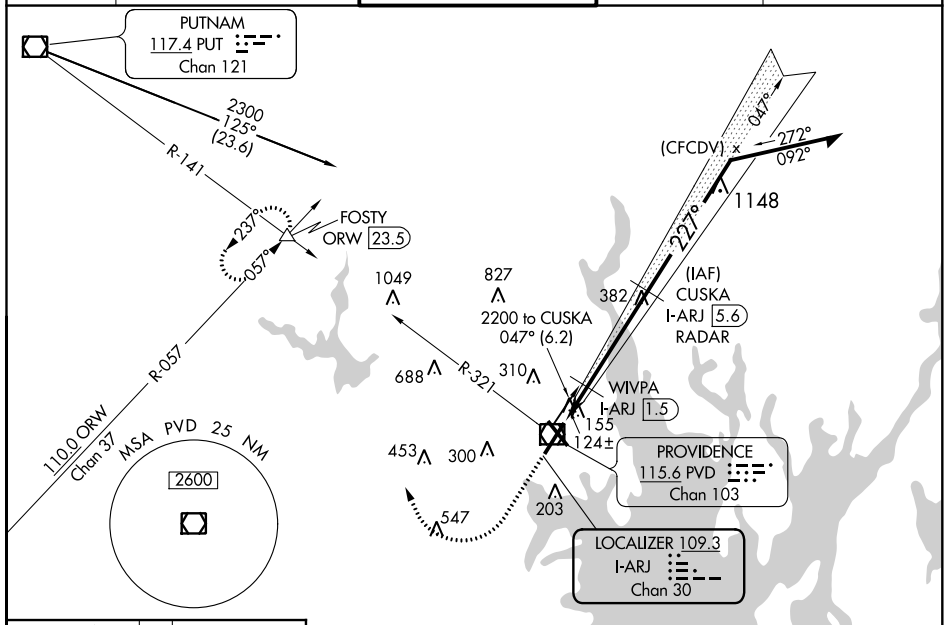 PUTNAM
117.4 PUT
Chan 121
2300
125°
(23.6)
R-141
047°
(CFCDV) x
272°
092°
1148
237°
057°
FOSTY
ORW 23.5
227°
(IAF)
CUSKA
I-ARJ 5.6
RADAR
1049
827
382
2200 to CUSKA
047° (6.2)
R-057
R-321
688
310
WIVPA
I-ARJ 1.5
155
124±
110.0 ORW
Chan 37
MSA PVD 25 NM
2600
453
300
PROVIDENCE
115.6 PVD
Chan 103
203
547
LOCALIZER 109.3
I-ARJ
Chan 30